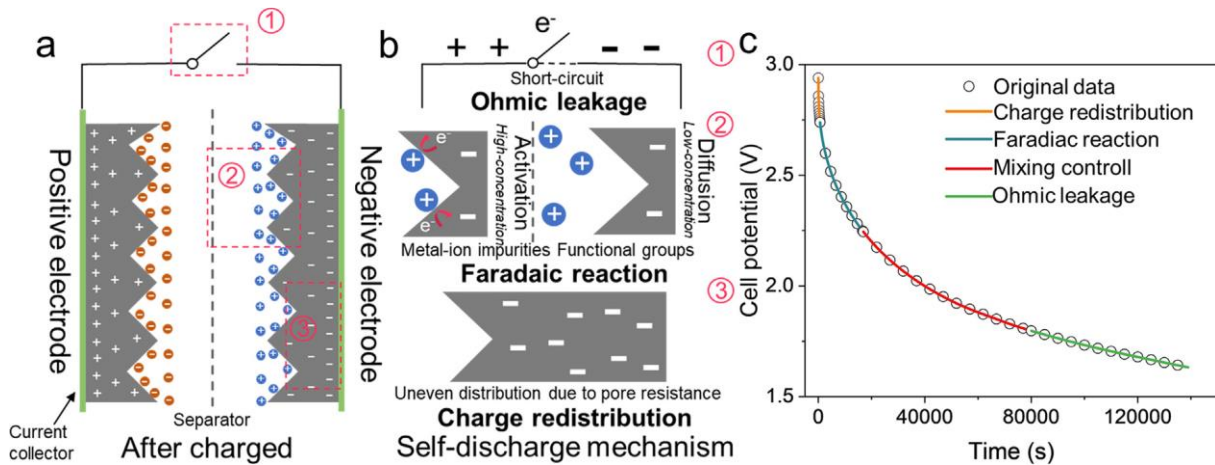 a
①
Positive electrode
②
③
Negative electrode
Current
collector
Separator
After charged
b
e⁻
①
+ + - -
Short-circuit
Ohmic leakage
②
e⁻
e⁻
Activation
High-concentration
Diffusion
Low-concentration
Metal-ion impurities
Functional groups
Faradaic reaction
③
Uneven distribution due to pore resistance
Charge redistribution
Self-discharge mechanism
c
Original data
Charge redistribution
Faradiac reaction
Mixing controll
Ohmic leakage
Cell potential (V)
3.0
2.5
2.0
1.5
0 40000 80000 120000
Time (s)